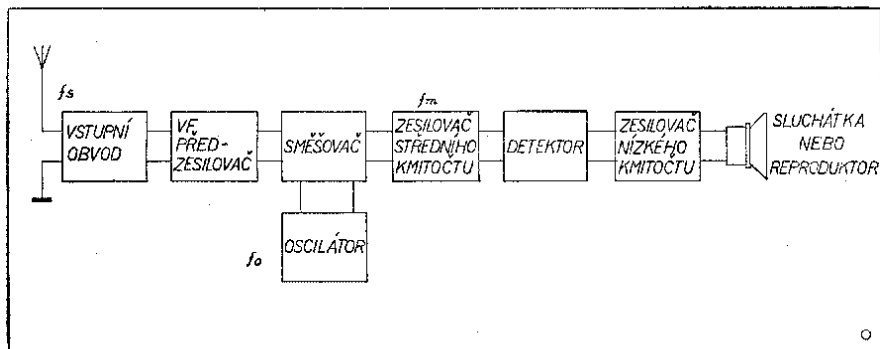 fs
VSTUPNÍ
OBVOD
VF
PŘED-
ZESILOVAČ
SMĚŠOVAČ
fm
ZESILOVAČ
STŘEDNÍHO
KMITOČTU
DETEKTOR
ZESILOVAČ
NÍZKÉHO
KMITOČTU
SLUCHÁTKA
NEBO
REPRODUKTOR
fo
OSCILÁTOR